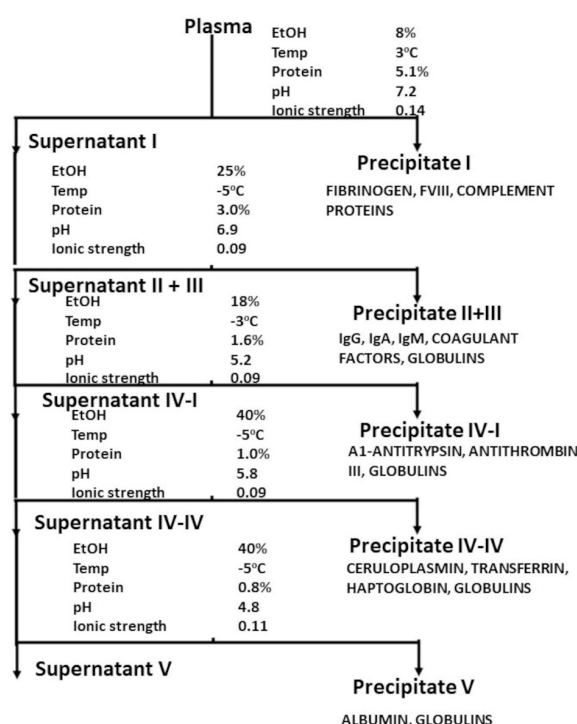 Plasma
EtOH 8%
Temp 3°C
Protein 5.1%
pH 7.2
Ionic strength 0.14
Supernatant I
EtOH 25%
Temp -5°C
Protein 3.0%
pH 6.9
Ionic strength 0.09
Precipitate I
FIBRINOGEN, FVIII, COMPLEMENT
PROTEINS
Supernatant II + III
EtOH 18%
Temp -3°C
Protein 1.6%
pH 5.2
Ionic strength 0.09
Precipitate II+III
IgG, IgA, IgM, COAGULANT
FACTORS, GLOBULINS
Supernatant IV-I
EtOH 40%
Temp -5°C
Protein 1.0%
pH 5.8
Ionic strength 0.09
Precipitate IV-I
A1-ANTITRYPSIN, ANTITHROMBIN
III, GLOBULINS
Supernatant IV-IV
EtOH 40%
Temp -5°C
Protein 0.8%
pH 4.8
Ionic strength 0.11
Precipitate IV-IV
CERULOPLASMIN, TRANSFERRIN,
HAPTOGLOBIN, GLOBULINS
Supernatant V
Precipitate V
ALBUMIN, GLOBULINS